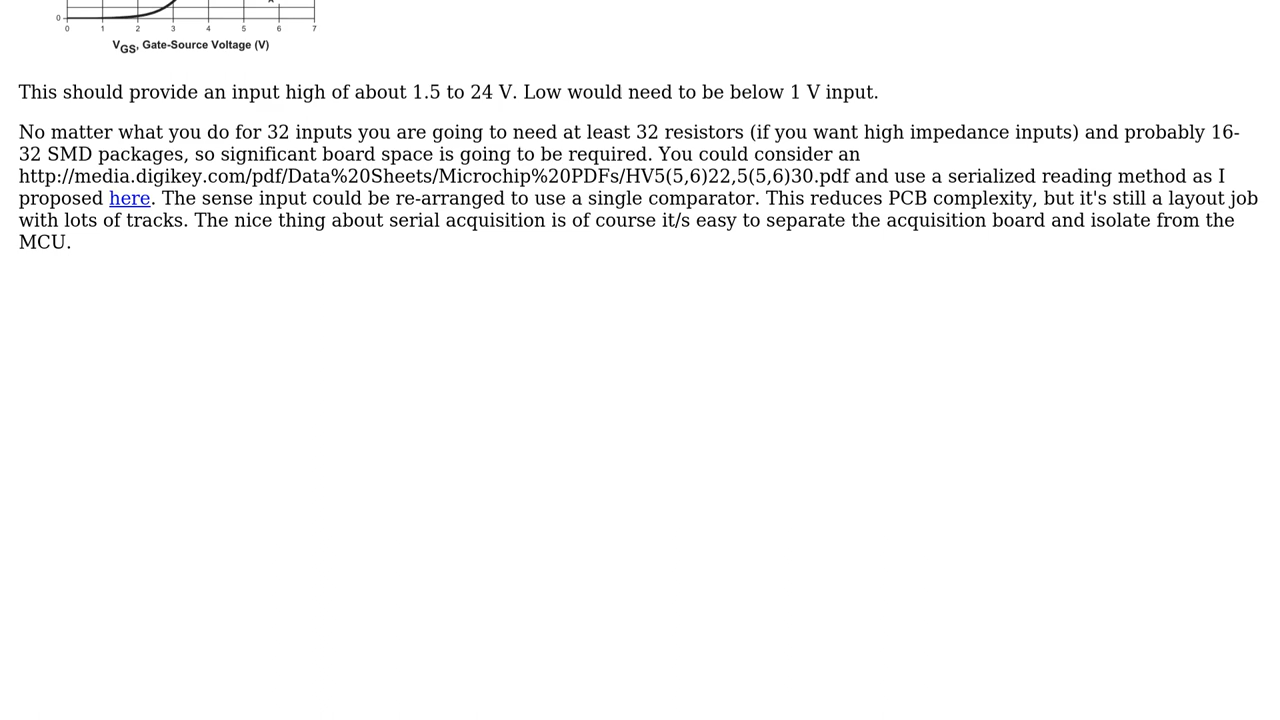 0
0 1 2 3 4 5 6 7
VGS, Gate-Source Voltage (V)
This should provide an input high of about 1.5 to 24 V. Low would need to be below 1 V input.
No matter what you do for 32 inputs you are going to need at least 32 resistors (if you want high impedance inputs) and probably 16-
32 SMD packages, so significant board space is going to be required. You could consider an
http://media.digikey.com/pdf/Data%20Sheets/Microchip%20PDFs/HV5(5,6)22,5(5,6)30.pdf and use a serialized reading method as I
proposed here. The sense input could be re-arranged to use a single comparator. This reduces PCB complexity, but it's still a layout job
with lots of tracks. The nice thing about serial acquisition is of course it/s easy to separate the acquisition board and isolate from the
MCU.